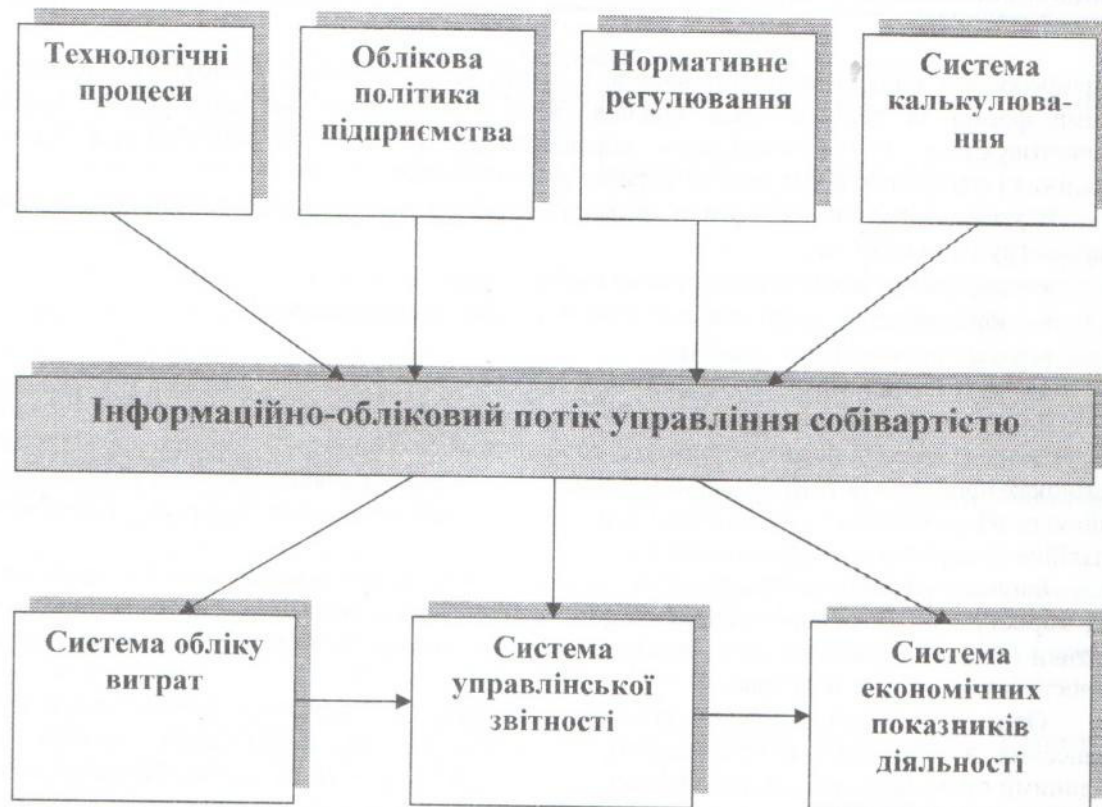 Технологічні
процеси
Облікова
політика
підприємства
Нормативне
регулювання
Система
калькулюва-
ння
Інформаційно-обліковий потік управління собівартістю
Система обліку
витрат
Система
управлінської
звітності
Система
економічних
показників
діяльності